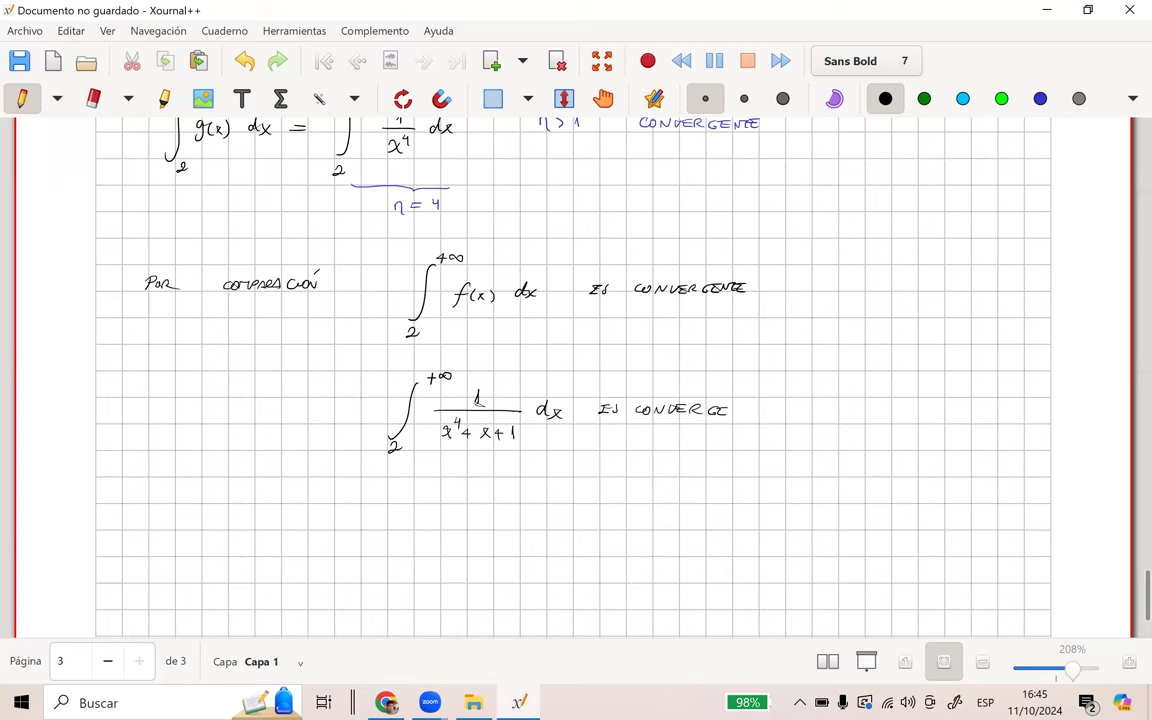 Documento no guardado - Xournal++
Archivo Editar Ver Navegación Cuaderno Herramientas Complemento Ayuda
Sans Bold 7
∫ g(x) dx = ∫ 1/x⁴ dx η > 1 CONVERGENTE
2 2
η = 4
+∞
POR COMPARACIÓN ∫ f(x) dx ES CONVERGENTE
2
+∞
∫ 1/(x⁴ + x + 1) dx ES CONVERGE
2
208%
Página 3 de 3 Capa Capa 1
Buscar 98% ESP 16:45
11/10/2024 2